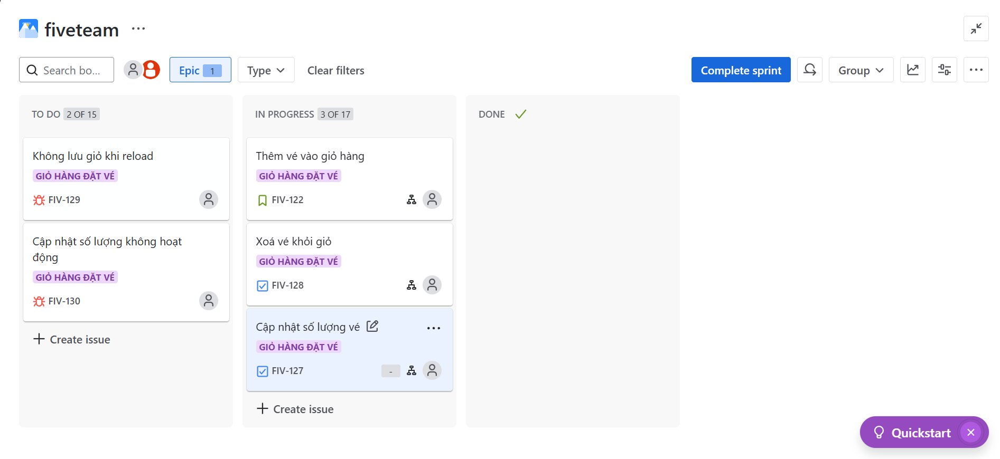 fiveteam
Search bo...
Epic 1
Type
Clear filters
Complete sprint
Group
TO DO 2 OF 15
Không lưu giỏ khi reload
GIỎ HÀNG ĐẶT VÉ
FIV-129
Cập nhật số lượng không hoạt
động
GIỎ HÀNG ĐẶT VÉ
FIV-130
Create issue
IN PROGRESS 3 OF 17
Thêm vé vào giỏ hàng
GIỎ HÀNG ĐẶT VÉ
FIV-122
Xoá vé khỏi giỏ
GIỎ HÀNG ĐẶT VÉ
FIV-128
Cập nhật số lượng vé
GIỎ HÀNG ĐẶT VÉ
FIV-127
-
Create issue
DONE
Quickstart